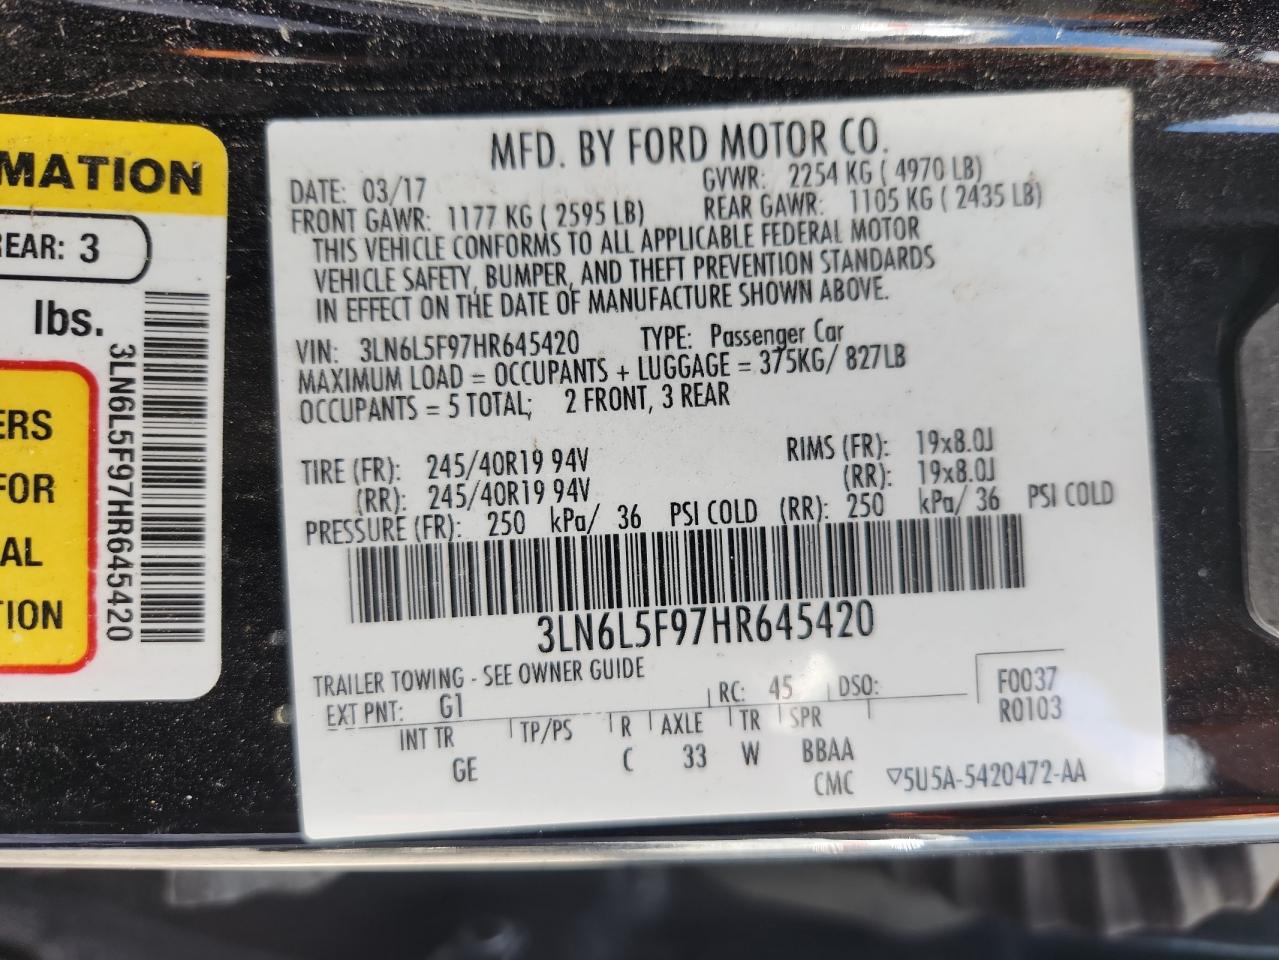 MATION
REAR: 3
lbs.
3LN6L5F97HR645420
ERS
FOR
AL
TION
MFD. BY FORD MOTOR CO.
DATE: 03/17 GVWR: 2254 KG ( 4970 LB)
FRONT GAWR: 1177 KG ( 2595 LB) REAR GAWR: 1105 KG ( 2435 LB)
THIS VEHICLE CONFORMS TO ALL APPLICABLE FEDERAL MOTOR
VEHICLE SAFETY, BUMPER, AND THEFT PREVENTION STANDARDS
IN EFFECT ON THE DATE OF MANUFACTURE SHOWN ABOVE.
VIN: 3LN6L5F97HR645420 TYPE: Passenger Car
MAXIMUM LOAD = OCCUPANTS + LUGGAGE = 375KG/ 827LB
OCCUPANTS = 5 TOTAL; 2 FRONT, 3 REAR
TIRE (FR): 245/40R19 94V RIMS (FR): 19x8.0J
(RR): 245/40R19 94V (RR): 19x8.0J
PRESSURE (FR): 250 kPa/ 36 PSI COLD (RR): 250 kPa/ 36 PSI COLD
3LN6L5F97HR645420
TRAILER TOWING - SEE OWNER GUIDE
EXT PNT: G1 RC: 45 DSO: F0037
R0103
INT TR TP/PS R AXLE TR SPR
GE C 33 W BBAA
CMC ▽5U5A-5420472-AA